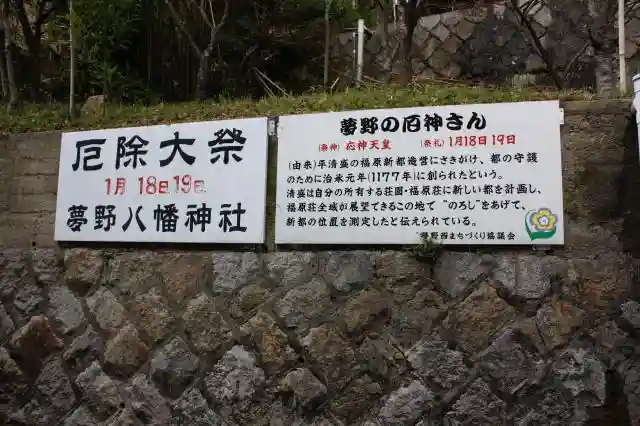 厄除大祭
1月 18日 19日
夢野八幡神社
夢野の厄神さん
(祭神) 応神天皇 (祭礼) 1月18日19日
(由来) 平清盛の福原新都造営にさきがけ、都の守護
のために治承元年(1177年)に創られたという。
清盛は自分の所有する荘園・福原荘に新しい都を計画し、
福原荘全域が展望できるこの地で "のろし"をあげて、
新都の位置を測定したと伝えられている。
夢野西まちづくり協議会